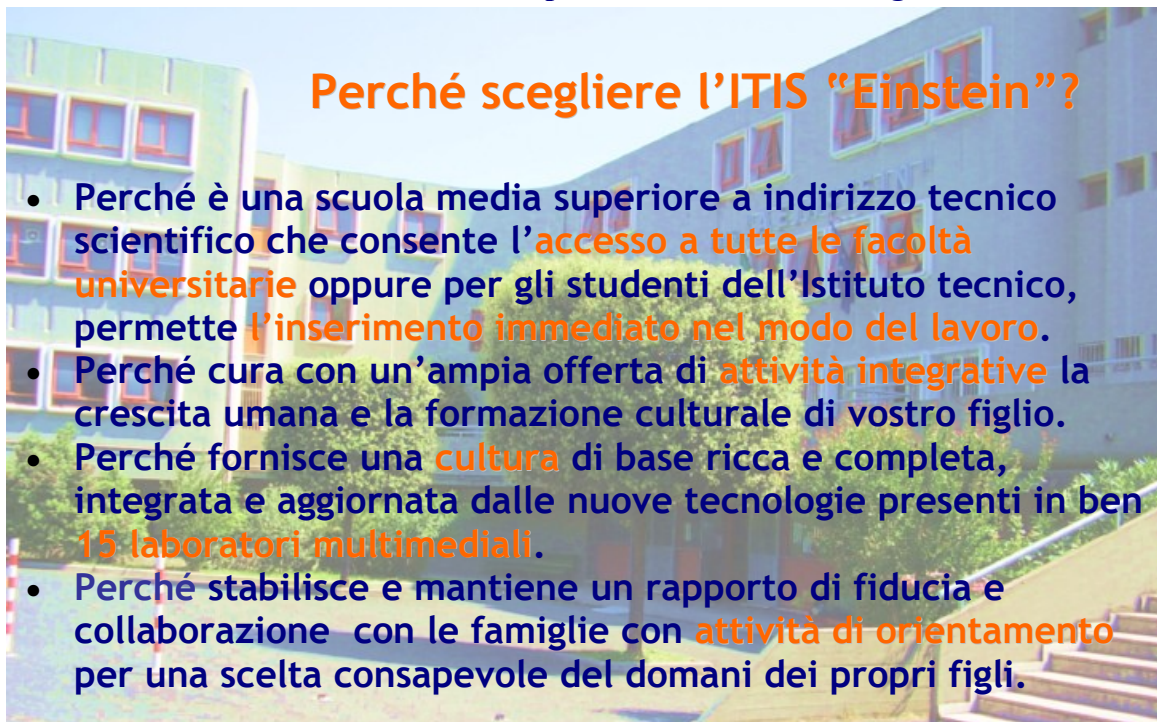 Perché scegliere l’ITIS “Einstein”?
• Perché è una scuola media superiore a indirizzo tecnico
scientifico che consente l’accesso a tutte le facoltà
universitarie oppure per gli studenti dell’Istituto tecnico,
permette l’inserimento immediato nel modo del lavoro.
• Perché cura con un’ampia offerta di attività integrative la
crescita umana e la formazione culturale di vostro figlio.
• Perché fornisce una cultura di base ricca e completa,
integrata e aggiornata dalle nuove tecnologie presenti in ben
15 laboratori multimediali.
• Perché stabilisce e mantiene un rapporto di fiducia e
collaborazione con le famiglie con attività di orientamento
per una scelta consapevole del domani dei propri figli.